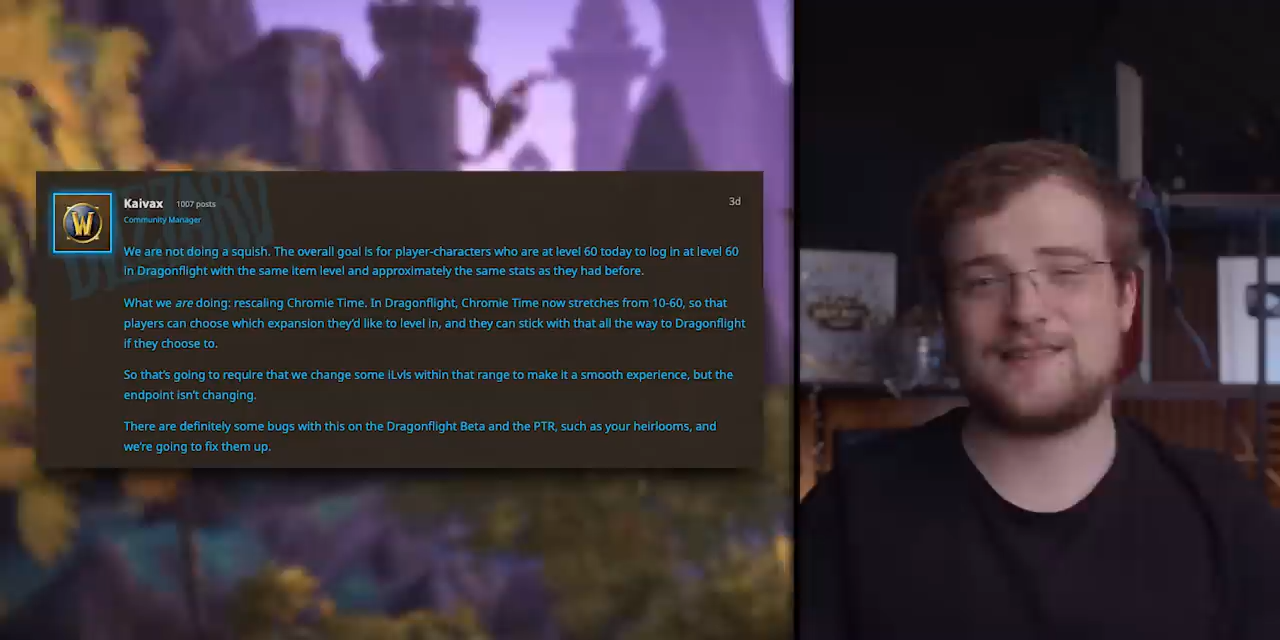 Kaivax 1007 posts 3d
Community Manager
We are not doing a squish. The overall goal is for player-characters who are at level 60 today to log in at level 60
in Dragonflight with the same item level and approximately the same stats as they had before.
What we are doing: rescaling Chromie Time. In Dragonflight, Chromie Time now stretches from 10-60, so that
players can choose which expansion they'd like to level in, and they can stick with that all the way to Dragonflight
if they choose to.
So that's going to require that we change some iLvls within that range to make it a smooth experience, but the
endpoint isn't changing.
There are definitely some bugs with this on the Dragonflight Beta and the PTR, such as your heirlooms, and
we're going to fix them up.